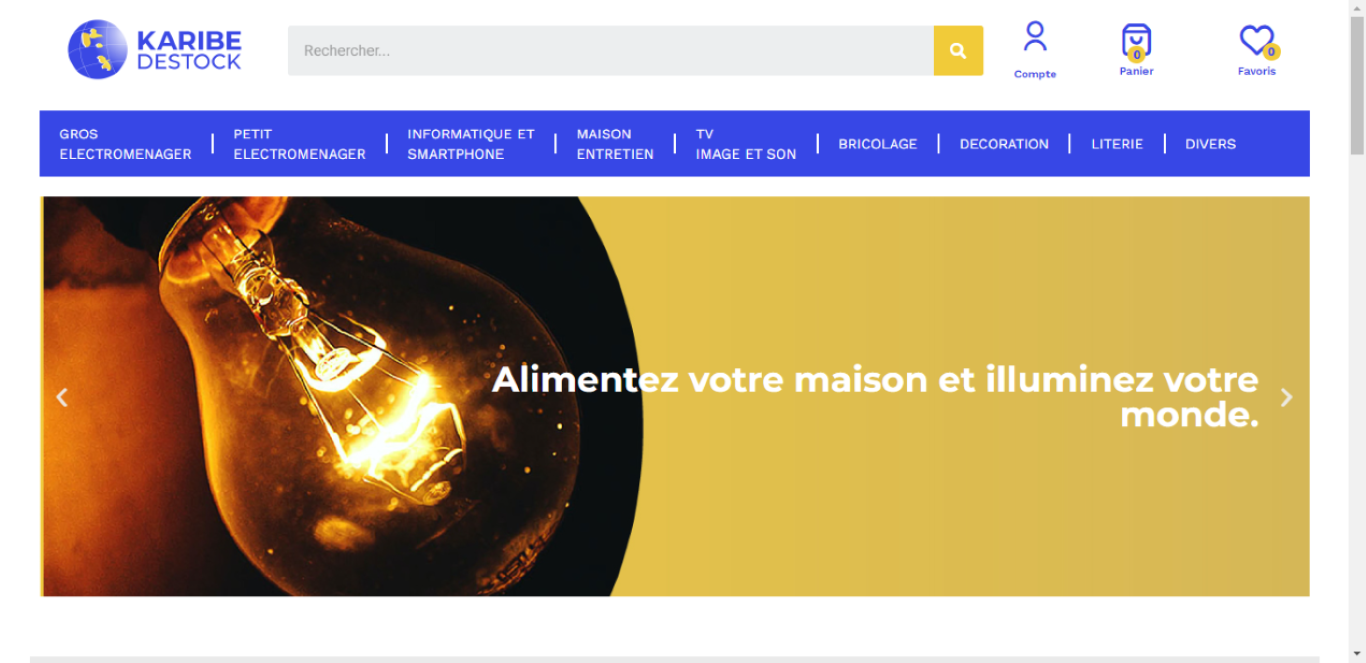 KARIBE
DESTOCK
Rechercher...
Compte
0
Panier
0
Favoris
GROS
ELECTROMENAGER
PETIT
ELECTROMENAGER
INFORMATIQUE ET
SMARTPHONE
MAISON
ENTRETIEN
TV
IMAGE ET SON
BRICOLAGE
DECORATION
LITERIE
DIVERS
Alimentez votre maison et illuminez votre
monde.